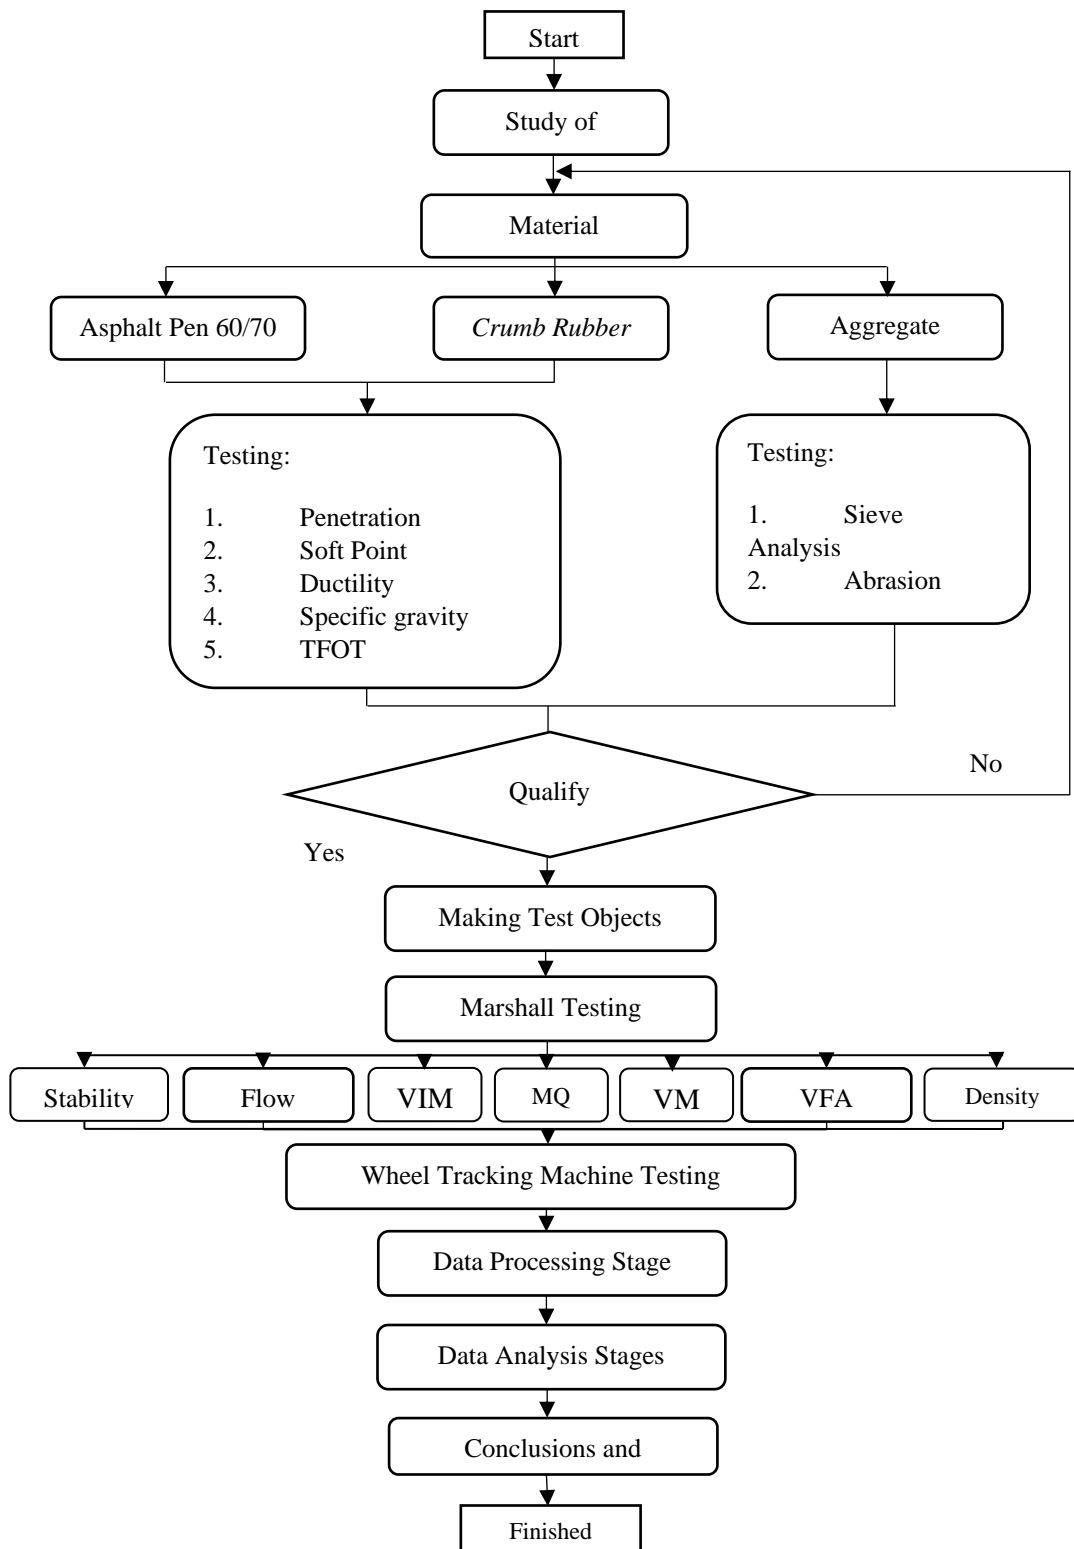 Start
Study of
Material
Asphalt Pen 60/70
Crumb Rubber
Aggregate
Testing:
1. Penetration
2. Soft Point
3. Ductility
4. Specific gravity
5. TFOT
Testing:
1. Sieve
Analysis
2. Abrasion
Qualify
No
Yes
Making Test Objects
Marshall Testing
Stability
Flow
VIM
MQ
VM
VFA
Density
Wheel Tracking Machine Testing
Data Processing Stage
Data Analysis Stages
Conclusions and
Finished